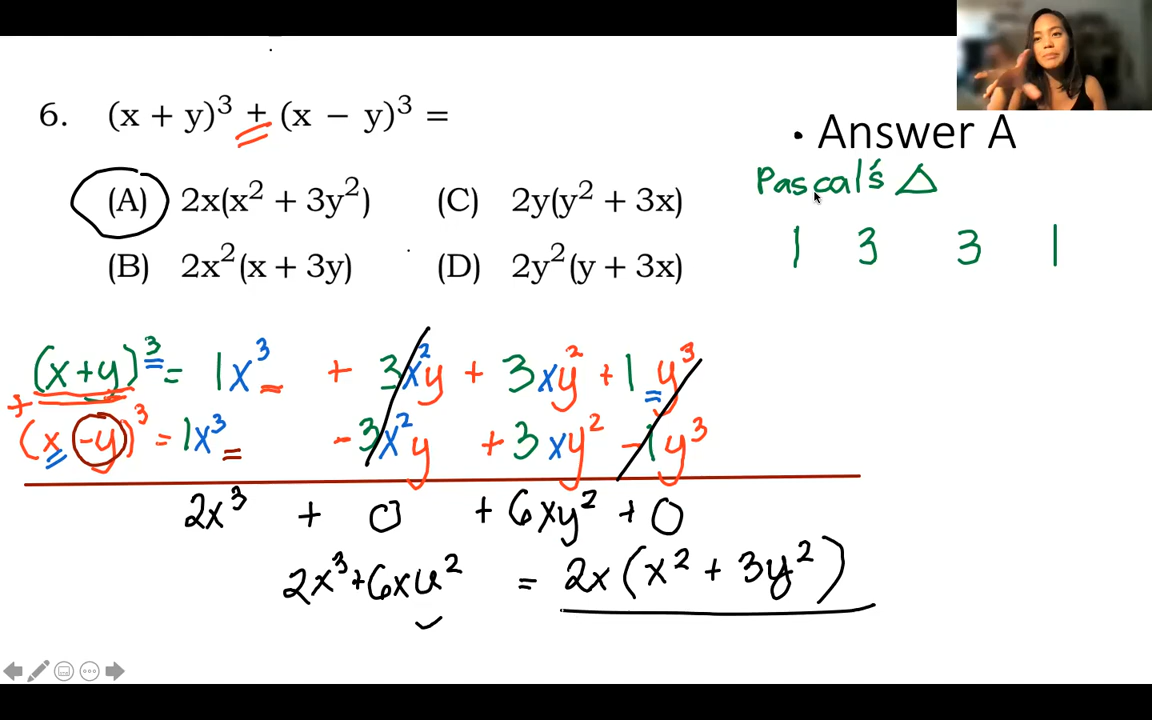 6. (x + y)³ + (x − y)³ =
• Answer A
Pascal's △
(A) 2x(x² + 3y²) (C) 2y(y² + 3x)
1 3 3 1
(B) 2x²(x + 3y) (D) 2y²(y + 3x)
(x+y)³ = 1x³ + 3x²y + 3xy² + 1y³
+
(x -y)³ = 1x³ - 3x²y + 3xy² - 1y³
2x³ + 0 + 6xy² + 0
2x³+6xy² = 2x(x² + 3y²)